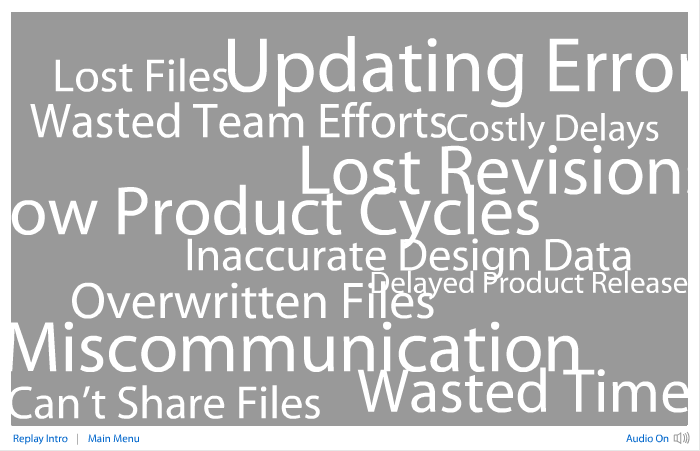 Updating Error
Lost Files
Wasted Team Efforts
Costly Delays
Lost Revision
ow Product Cycles
Inaccurate Design Data
Delayed Product Release
Overwritten Files
Miscommunication
Wasted Time
Can't Share Files
Replay Intro | Main Menu
Audio On